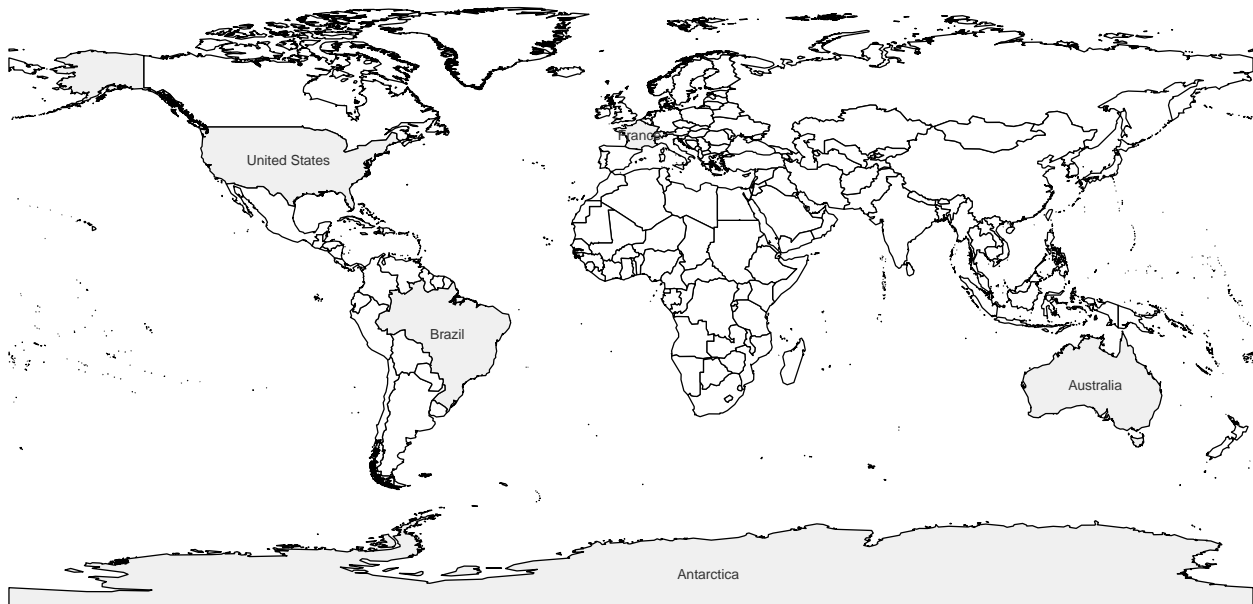 France
United States
Brazil
Australia
Antarctica